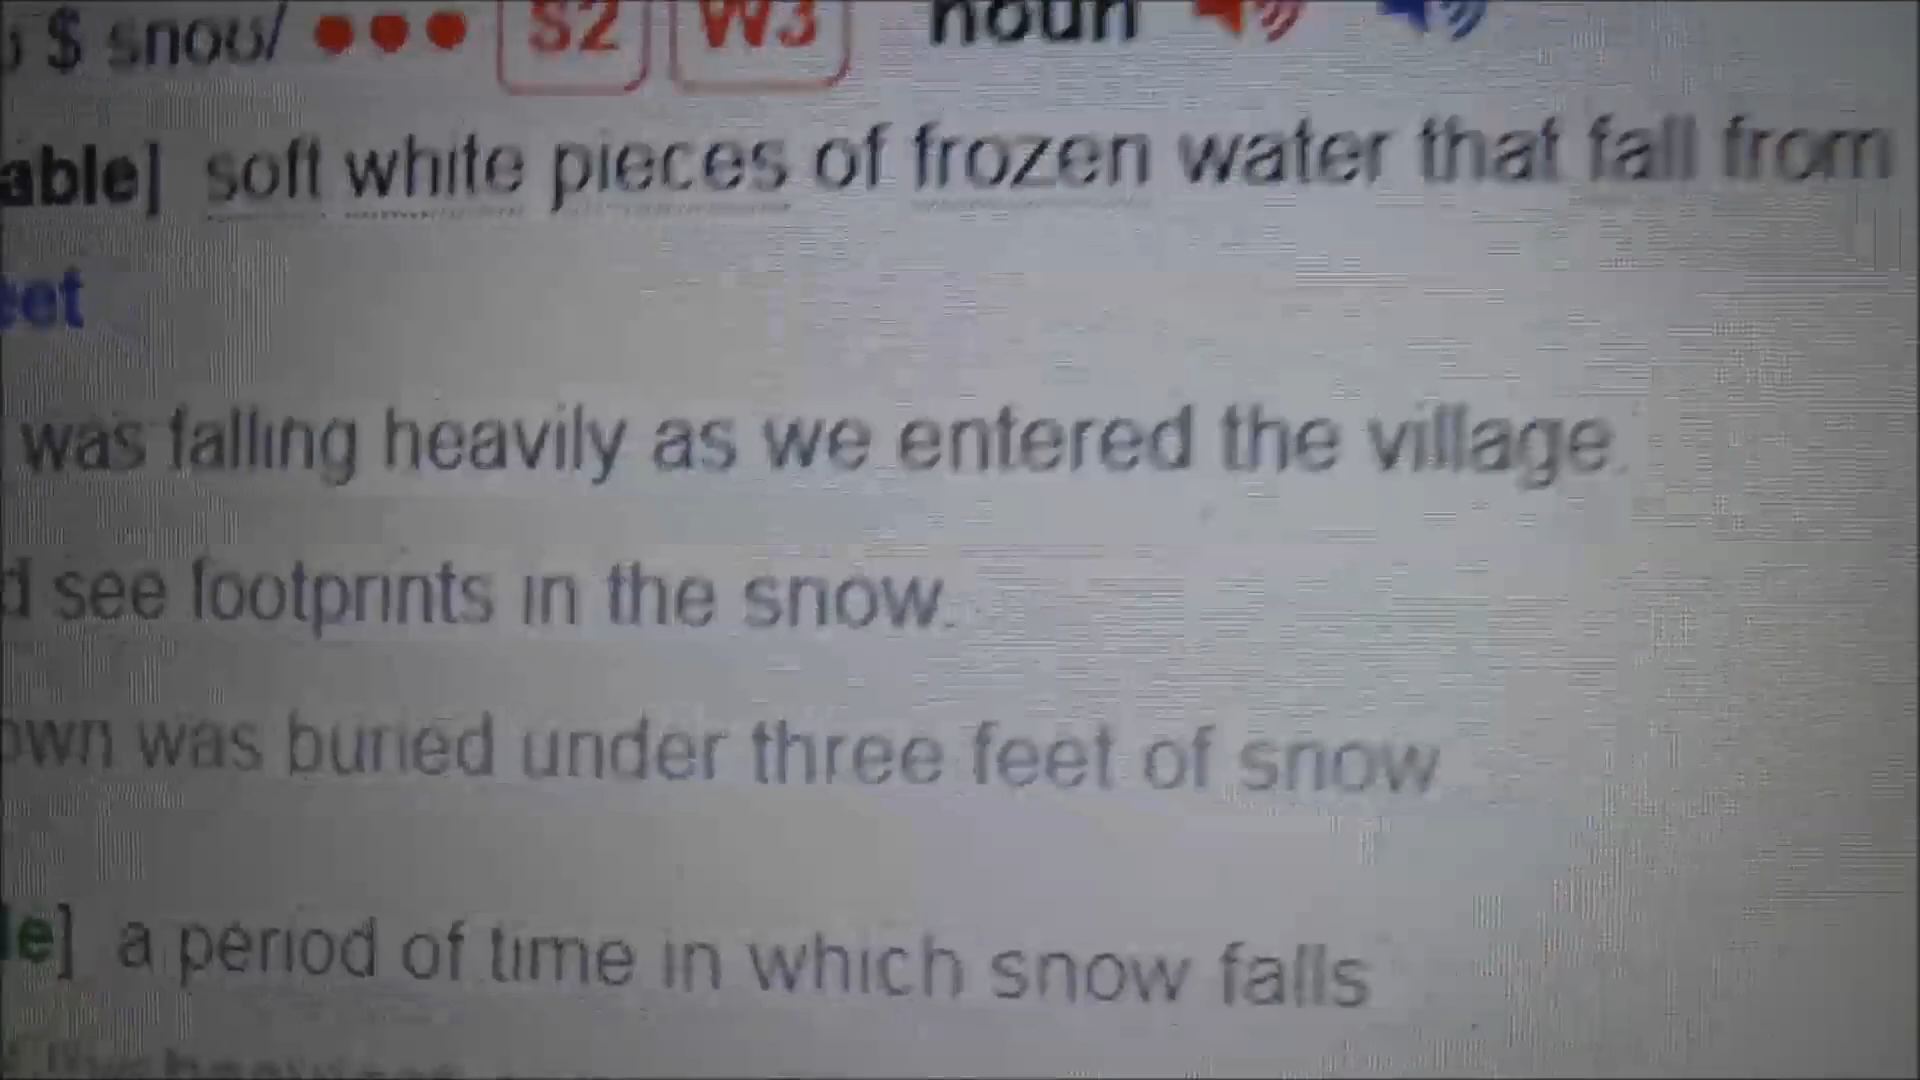 $ snoʊ/ ●●● S2 W3 noun
able] soft white pieces of frozen water that fall from
eet
was falling heavily as we entered the village.
d see footprints in the snow.
own was buried under three feet of snow
le] a period of time in which snow falls